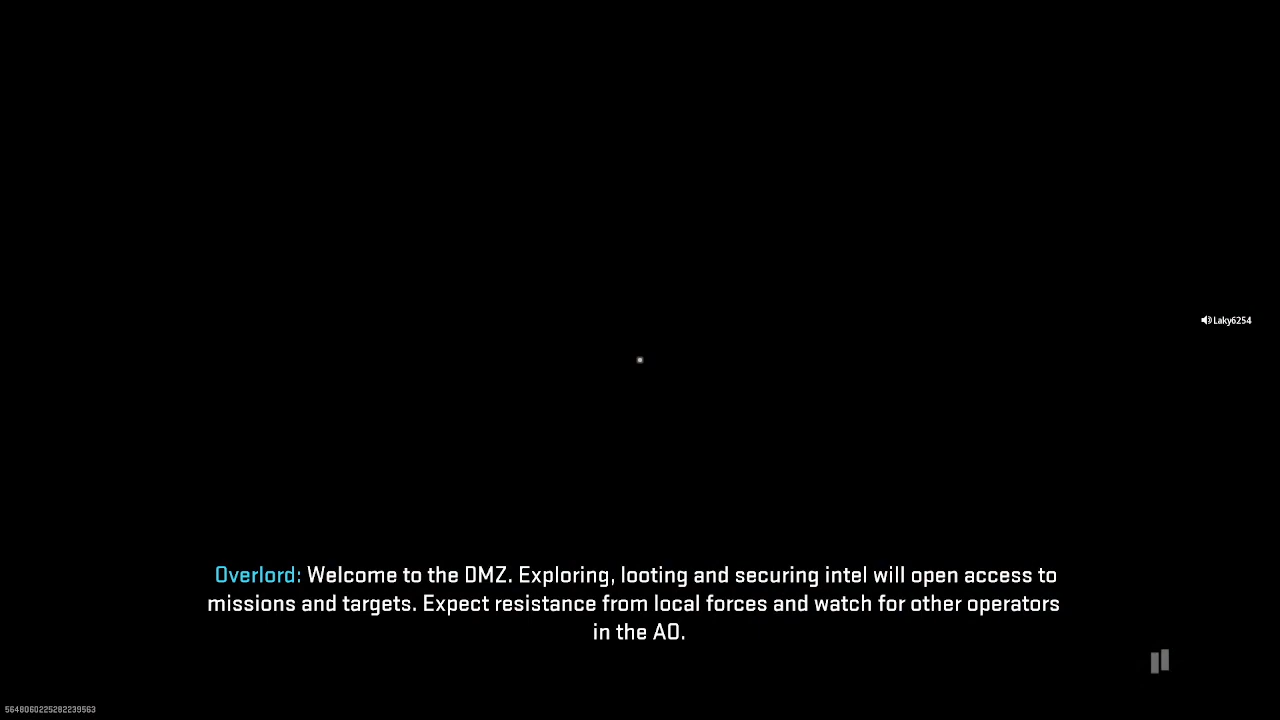 Laky6254
Overlord: Welcome to the DMZ. Exploring, looting and securing intel will open access to
missions and targets. Expect resistance from local forces and watch for other operators
in the AO.
5648060225282239563